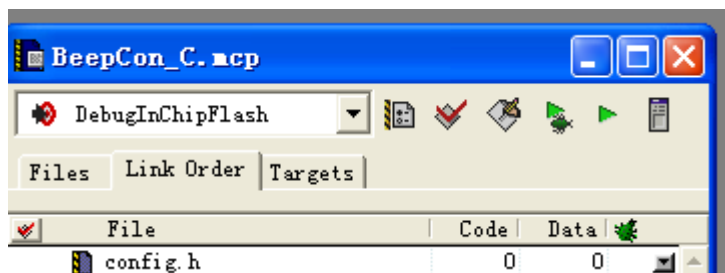 BeepCon_C.mcp
DebugInChipFlash
Files Link Order Targets
File Code Data
config.h 0 0